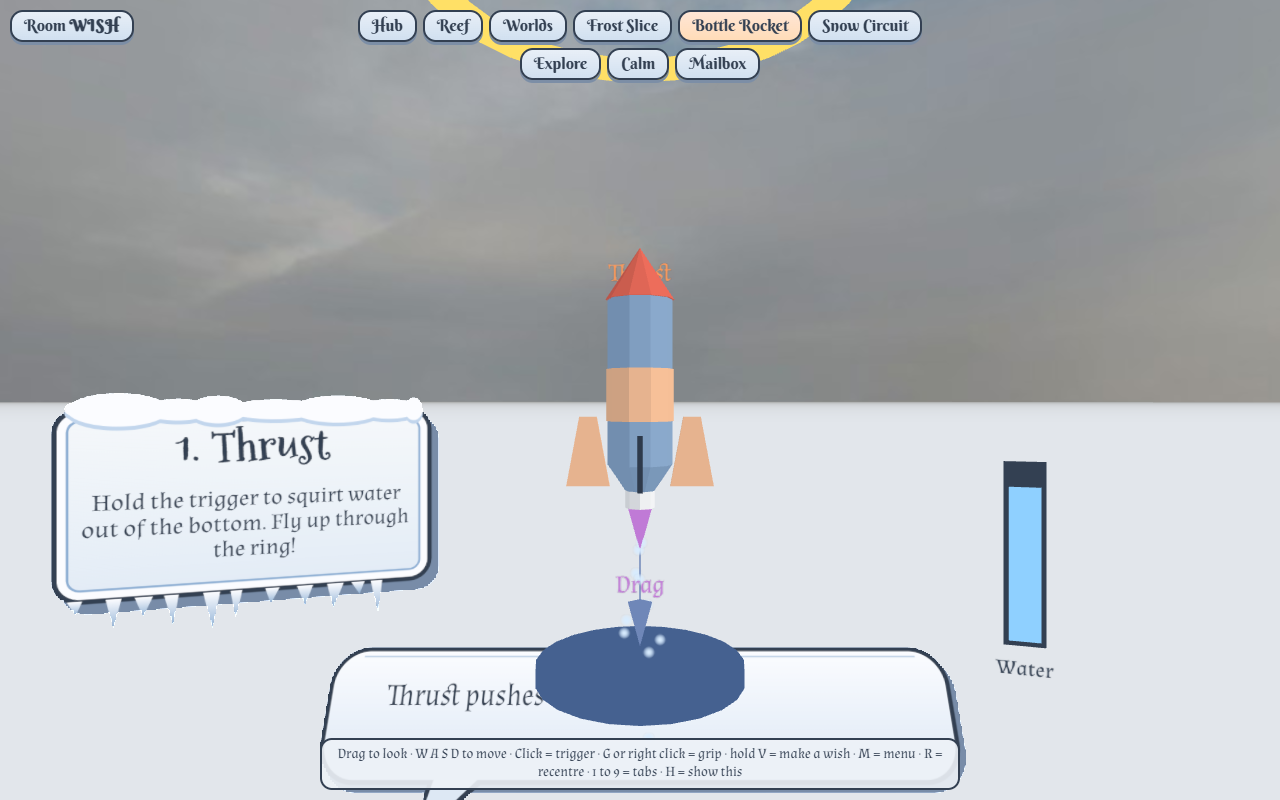 Room WISH
Hub Reef Worlds Frost Slice Bottle Rocket Snow Circuit
Explore Calm Mailbox
1. Thrust
Hold the trigger to squirt water
out of the bottom. Fly up through
the ring!
Drag
Water
Thrust pushes
Drag to look · W A S D to move · Click = trigger · G or right click = grip · hold V = make a wish · M = menu · R =
recentre · 1 to 9 = tabs · H = show this